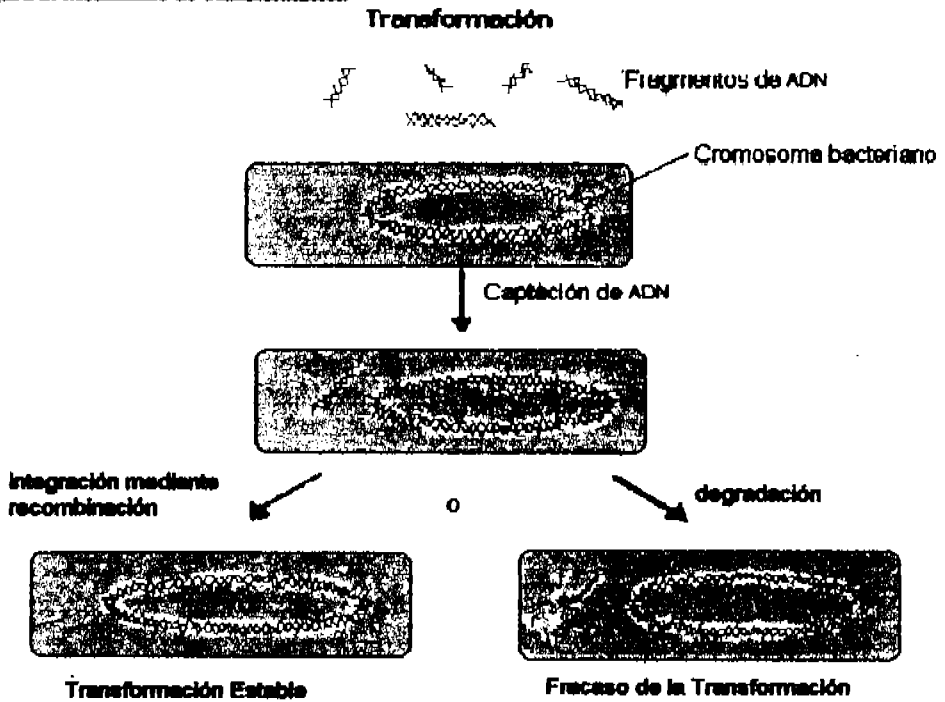 Transformación
Fragmentos de ADN
Cromosoma bacteriano
Captación de ADN
Integración mediante
recombinación
o
degradación
Transformación Estable
Fracaso de la Transformación